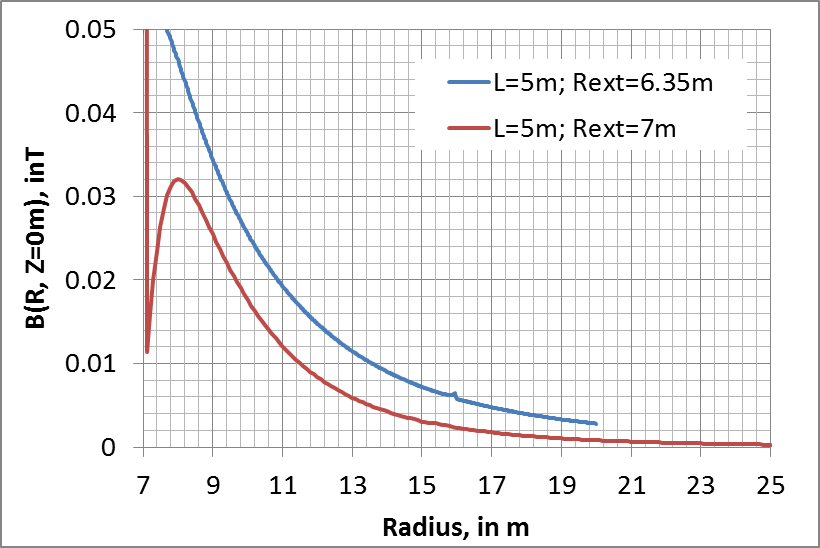 0.05
0.04
0.03
0.02
0.01
0
B(R, Z=0m), inT
L=5m; Rext=6.35m
L=5m; Rext=7m
7 9 11 13 15 17 19 21 23 25
Radius, in m